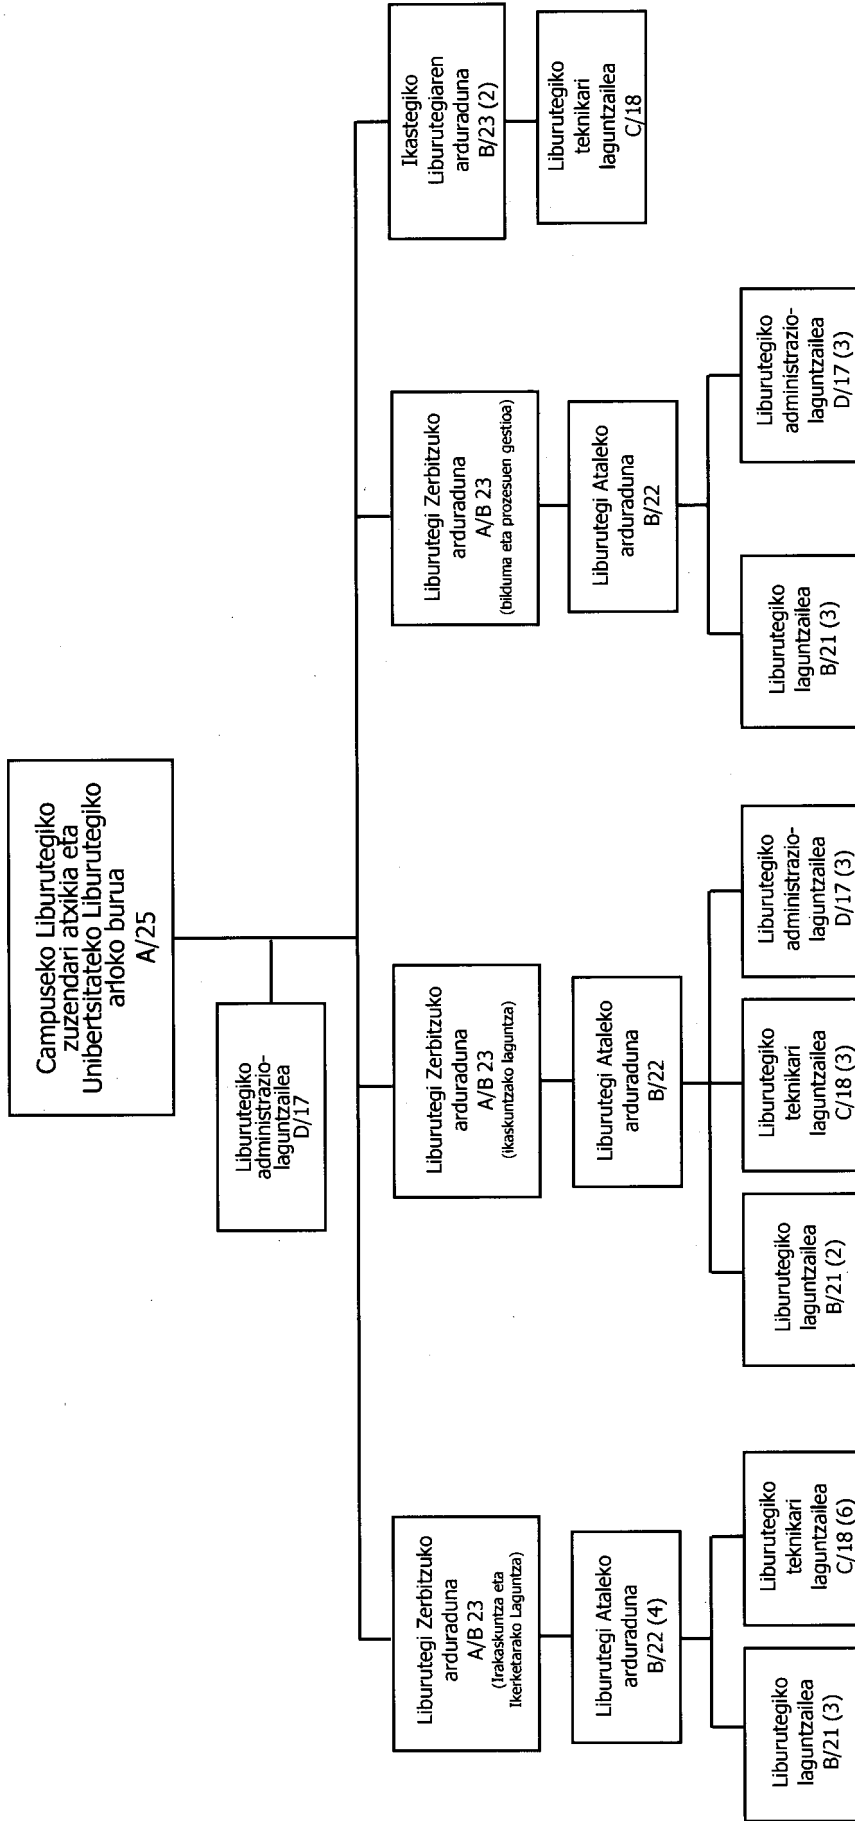 Campuseko Liburutegiko
zuzendari atxikia eta
Unibertsitateko Liburutegiko
arloko burua
A/25
Liburutegiko
administrazio-
laguntzailea
D/17
Liburutegi Zerbitzuko
arduraduna
A/B 23
(Irakaskuntza eta
Ikerketarako Laguntza)
Liburutegi Zerbitzuko
arduraduna
A/B 23
(ikaskuntzako laguntza)
Liburutegi Zerbitzuko
arduraduna
A/B 23
(bilduma eta prozesuen gestioa)
Ikastegiko
Liburutegiaren
arduraduna
B/23 (2)
Liburutegi Ataleko
arduraduna
B/22 (4)
Liburutegi Ataleko
arduraduna
B/22
Liburutegi Ataleko
arduraduna
B/22
Liburutegiko
teknikari
laguntzailea
C/18
Liburutegiko
laguntzailea
B/21 (3)
Liburutegiko
teknikari
laguntzailea
C/18 (6)
Liburutegiko
laguntzailea
B/21 (2)
Liburutegiko
teknikari
laguntzailea
C/18 (3)
Liburutegiko
administrazio-
laguntzailea
D/17 (3)
Liburutegiko
laguntzailea
B/21 (3)
Liburutegiko
administrazio-
laguntzailea
D/17 (3)